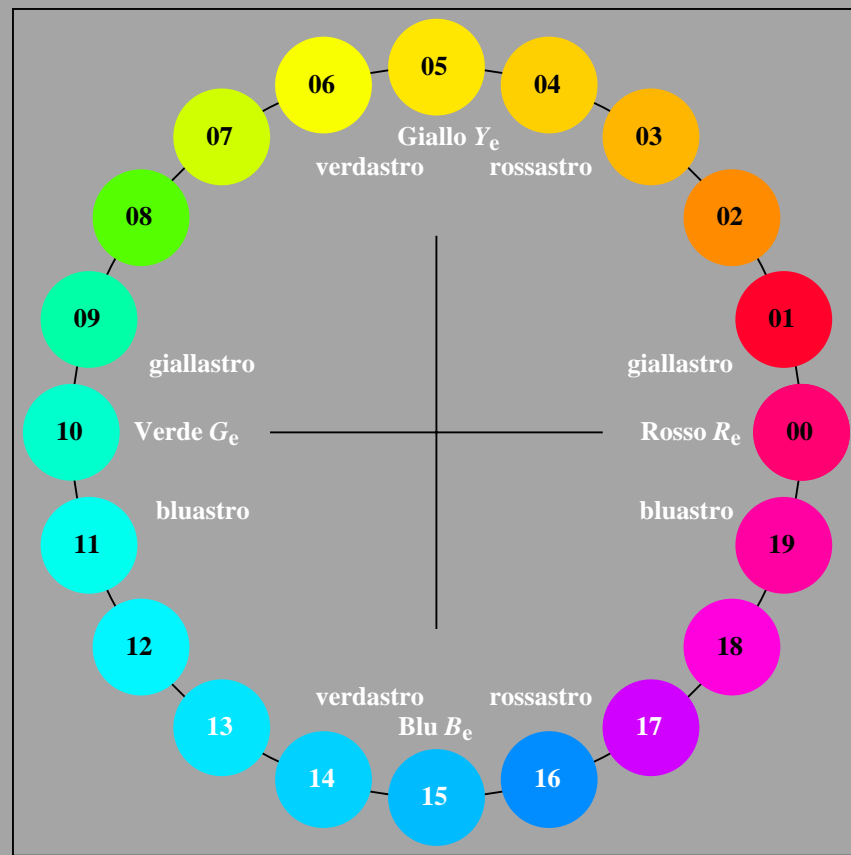 05
06 04
07 03
Giallo Yₑ
verdastro rossastro
08 02
09 01
giallastro giallastro
10 Verde Gₑ Rosso Rₑ 00
bluastro bluastro
11 19
12 18
verdastro rossastro
13 Blu Bₑ 17
14 16
15